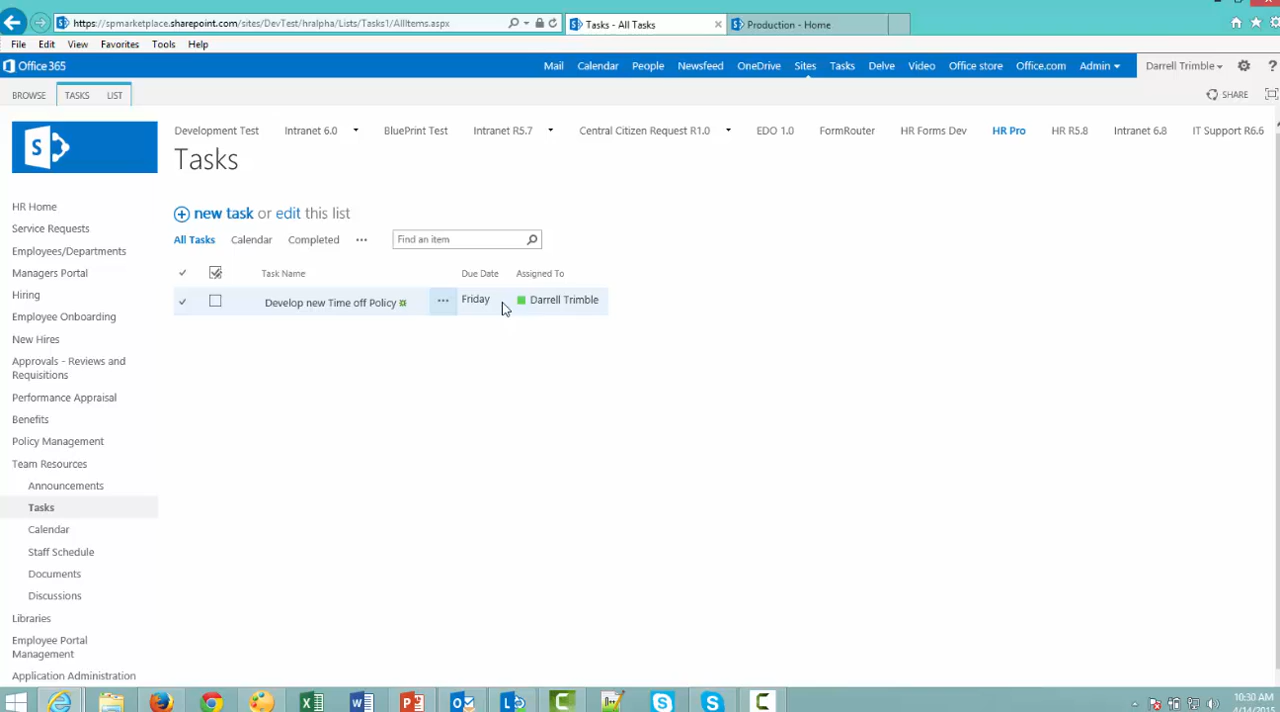 https://spmarketplace.sharepoint.com/sites/DevTest/hralpha/Lists/Tasks1/AllItems.aspx
Tasks - All Tasks
Production - Home
File Edit View Favorites Tools Help
Office 365
Mail Calendar People Newsfeed OneDrive Sites Tasks Delve Video Office store Office.com Admin Darrell Trimble ?
BROWSE TASKS LIST SHARE
Development Test Intranet 6.0 BluePrint Test Intranet R5.7 Central Citizen Request R1.0 EDO 1.0 FormRouter HR Forms Dev HR Pro HR R5.8 Intranet 6.8 IT Support R6.6
Tasks
new task or edit this list
All Tasks Calendar Completed ... Find an item
Task Name Due Date Assigned To
Develop new Time off Policy ... Friday Darrell Trimble
HR Home
Service Requests
Employees/Departments
Managers Portal
Hiring
Employee Onboarding
New Hires
Approvals - Reviews and
Requisitions
Performance Appraisal
Benefits
Policy Management
Team Resources
Announcements
Tasks
Calendar
Staff Schedule
Documents
Discussions
Libraries
Employee Portal
Management
Application Administration
10:30 AM
4/14/2015